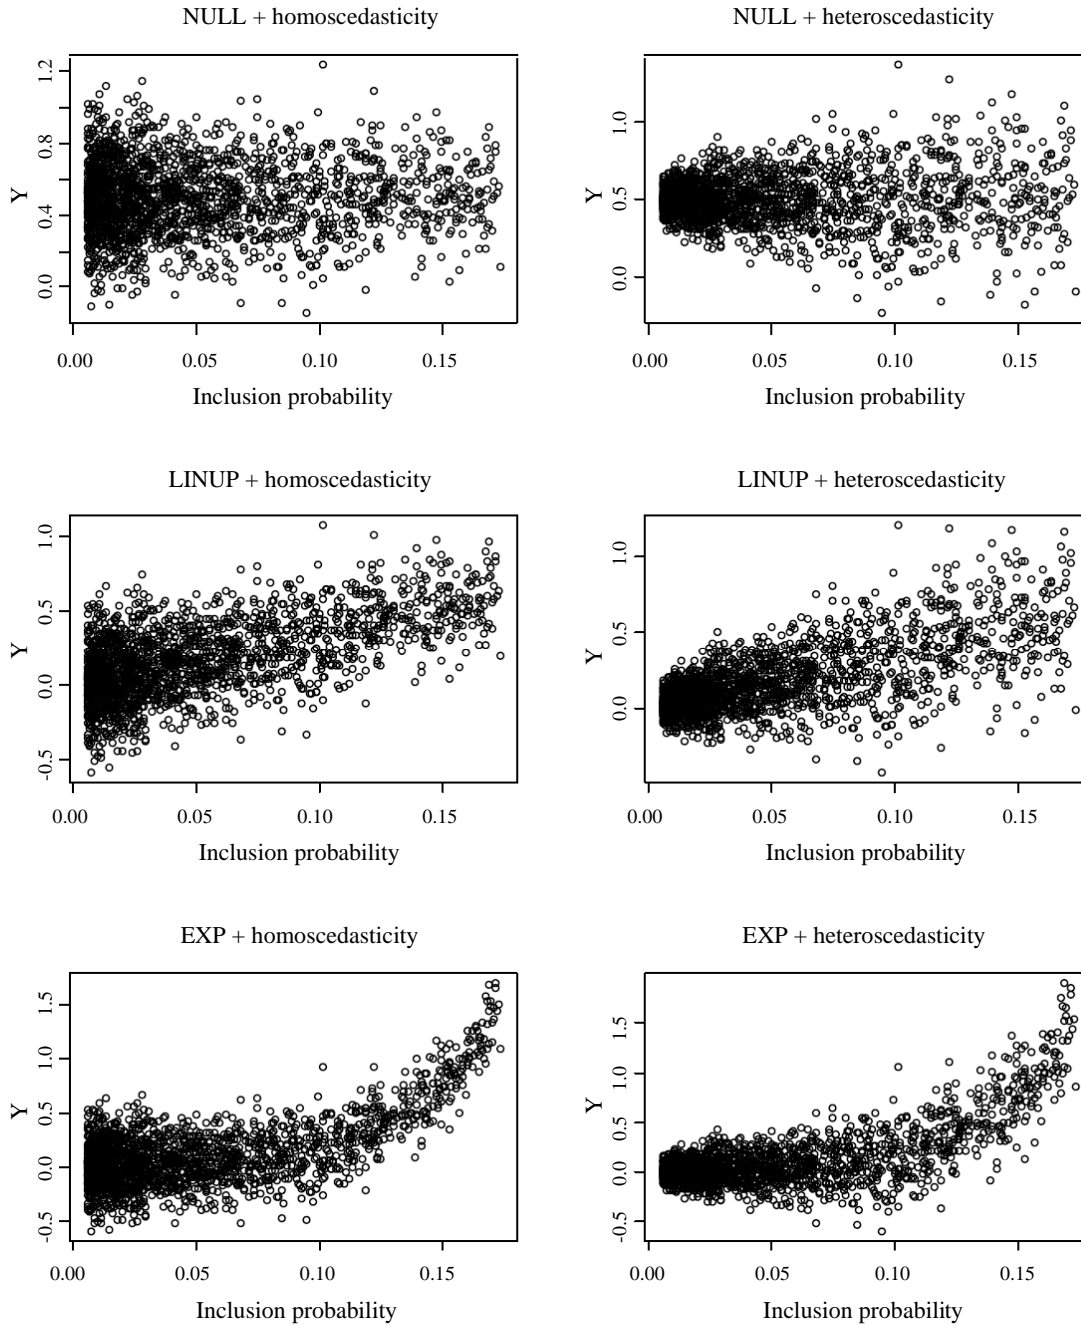 NULL + homoscedasticity
Y
1.2
0.8
0.4
0.0
0.00 0.05 0.10 0.15
Inclusion probability
NULL + heteroscedasticity
Y
1.0
0.5
0.0
0.00 0.05 0.10 0.15
Inclusion probability
LINUP + homoscedasticity
Y
1.0
0.5
0.0
-0.5
0.00 0.05 0.10 0.15
Inclusion probability
LINUP + heteroscedasticity
Y
1.0
0.5
0.0
0.00 0.05 0.10 0.15
Inclusion probability
EXP + homoscedasticity
Y
1.5
1.0
0.5
0.0
-0.5
0.00 0.05 0.10 0.15
Inclusion probability
EXP + heteroscedasticity
Y
1.5
1.0
0.5
0.0
-0.5
0.00 0.05 0.10 0.15
Inclusion probability